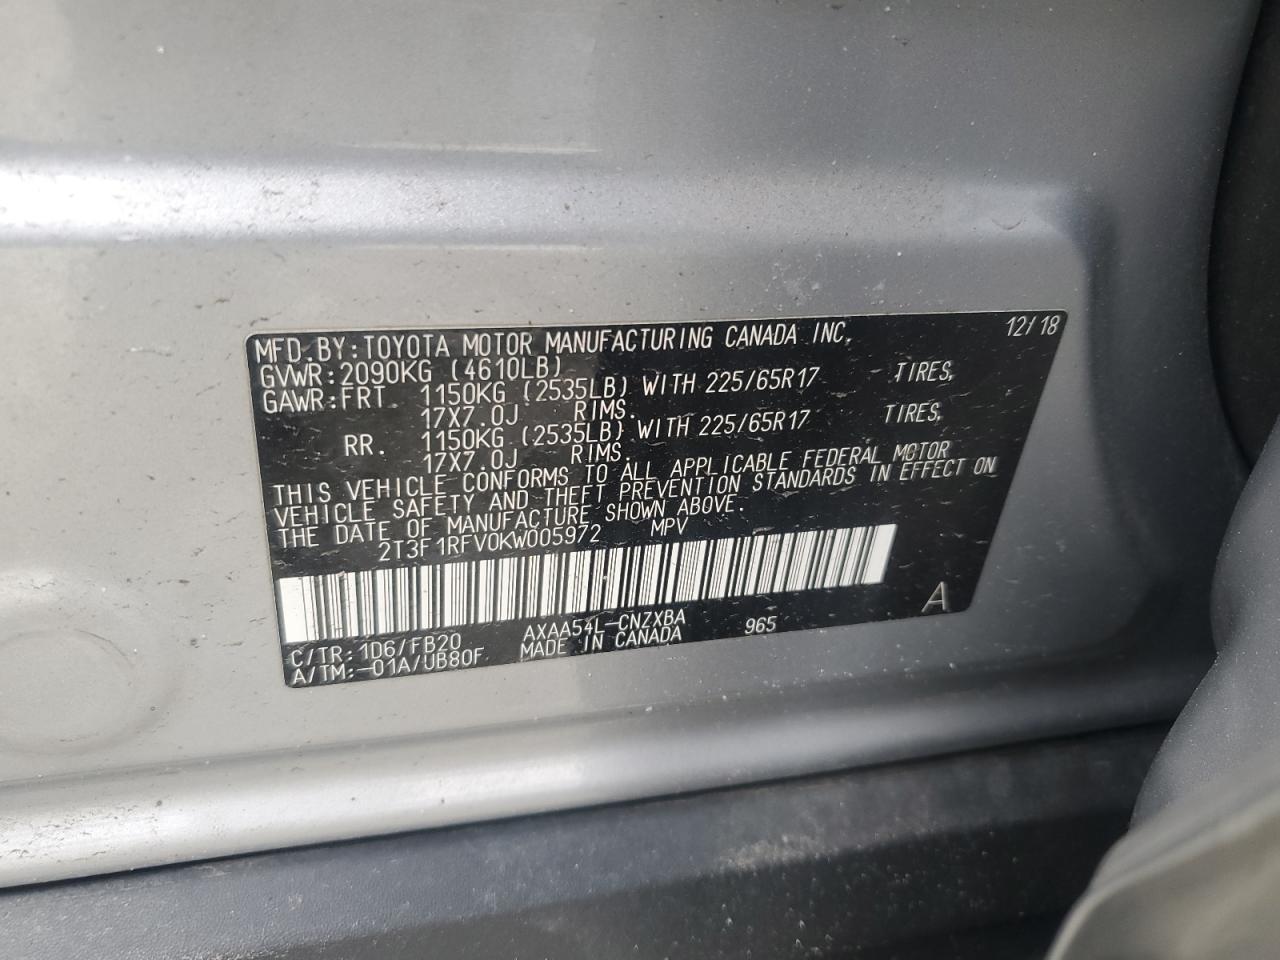 MFD.BY:TOYOTA MOTOR MANUFACTURING CANADA INC. 12/18
GVWR:2090KG (4610LB)
GAWR:FRT 1150KG (2535LB) WITH 225/65R17 TIRES,
17X7.0J RIMS.
RR. 1150KG (2535LB) WITH 225/65R17 TIRES,
17X7.0J RIMS.
THIS VEHICLE CONFORMS TO ALL APPLICABLE FEDERAL MOTOR
VEHICLE SAFETY AND THEFT PREVENTION STANDARDS IN EFFECT ON
THE DATE OF MANUFACTURE SHOWN ABOVE.
2T3F1RFV0KW005972 MPV
A
C/TR: 1D6/FB20 AXAA54L-CNZXBA 965
A/TM:-01A/UB80F MADE IN CANADA